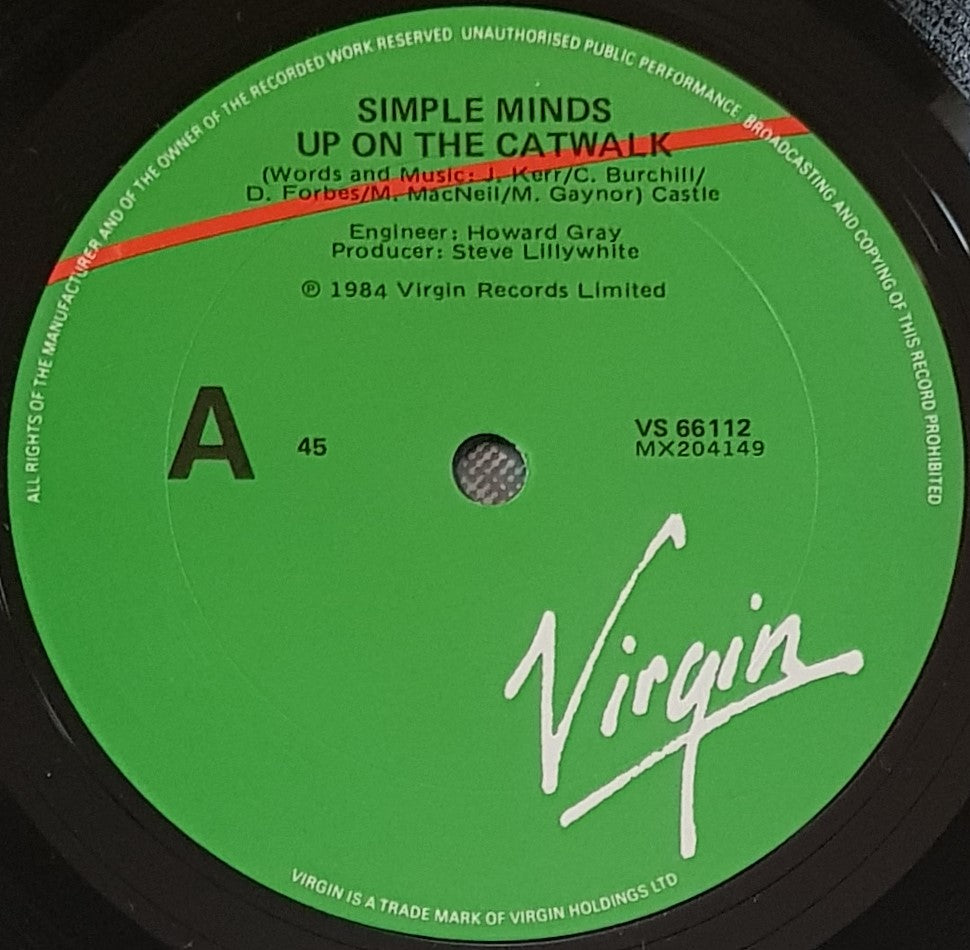 ALL RIGHTS OF THE MANUFACTURER AND OF THE OWNER OF THE RECORDED WORK RESERVED UNAUTHORISED PUBLIC PERFORMANCE BROADCASTING AND COPYING OF THIS RECORD PROHIBITED
SIMPLE MINDS
UP ON THE CATWALK
(Words and Music: J. Kerr/C. Burchill/
D. Forbes/M. MacNeil/M. Gaynor) Castle
Engineer: Howard Gray
Producer: Steve Lillywhite
℗ 1984 Virgin Records Limited
A
45
VS 66112
MX204149
Virgin
VIRGIN IS A TRADE MARK OF VIRGIN HOLDINGS LTD